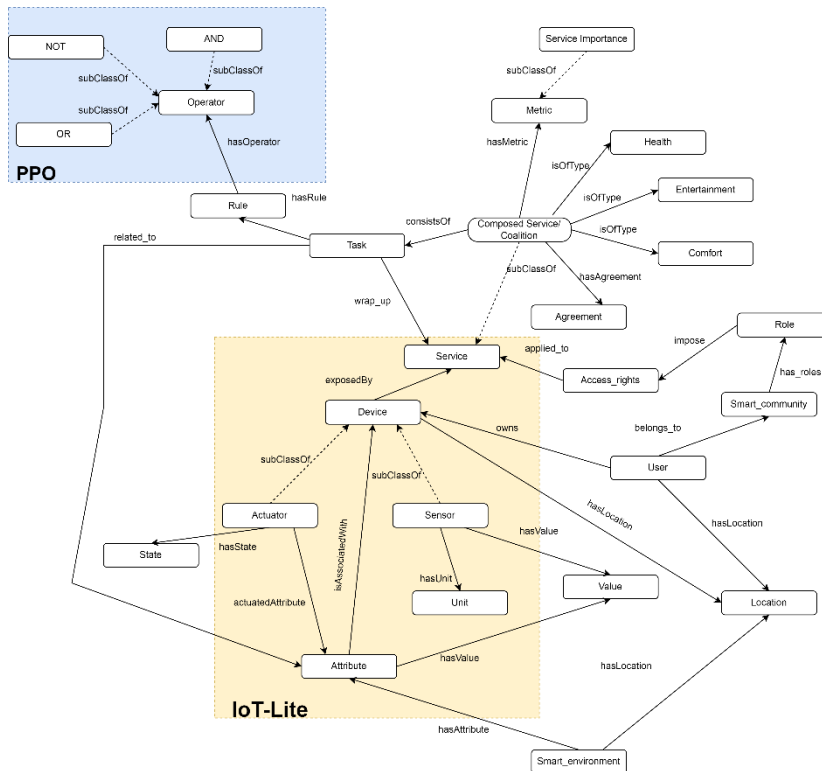 NOT
AND
Service Importance
subClassOf
subClassOf
subClassOf
Operator
Metric
subClassOf
OR
hasOperator
hasMetric
Health
isOfType
PPO
Entertainment
isOfType
Rule
hasRule
consistsOf
Composed Service/
Coalition
isOfType
related_to
Task
Comfort
subClassOf
hasAgreement
wrap_up
Agreement
Role
Service
applied_to
impose
exposedBy
Access_rights
has_roles
Device
Smart_community
owns
belongs_to
subClassOf
subClassOf
User
hasLocation
Actuator
Sensor
hasValue
hasLocation
State
hasState
isAssociatedWith
hasUnit
Value
actuatedAttribute
Unit
Location
Attribute
hasValue
hasLocation
IoT-Lite
hasAttribute
Smart_environment